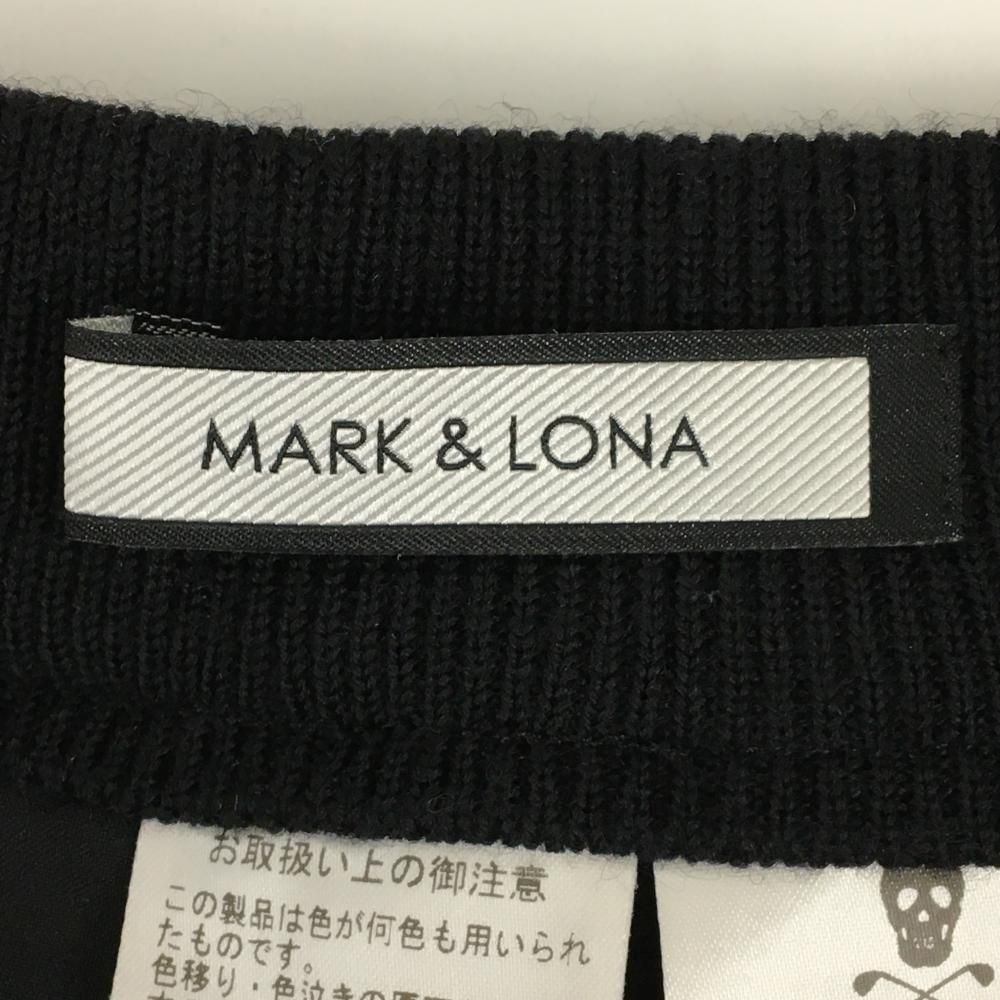 MARK & LONA
お取扱い上の御注意
この製品は色が何色も用いられ
たものです。
色移り・色泣きの原